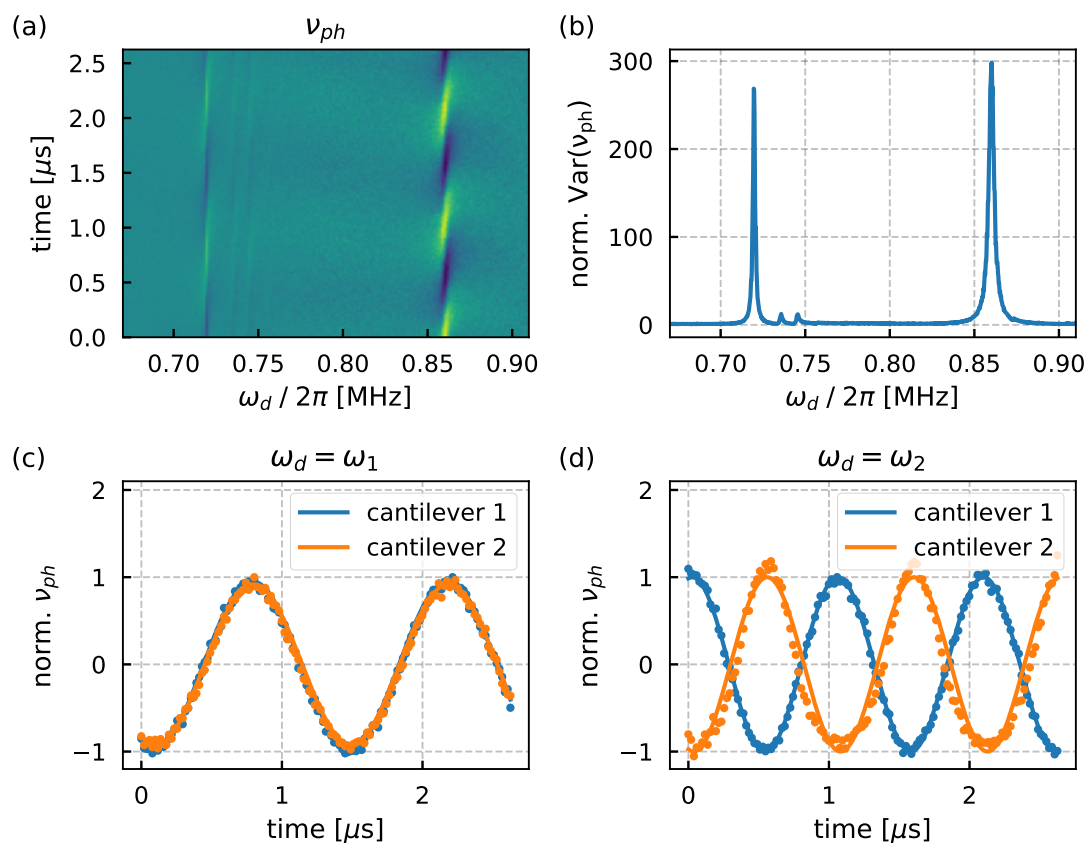 (a)
ν_ph
2.5
2.0
1.5
1.0
0.5
0.0
time [μs]
0.70
0.75
0.80
0.85
0.90
ω_d / 2π [MHz]
(b)
300
200
100
0
norm. Var(ν_ph)
0.70
0.75
0.80
0.85
0.90
ω_d / 2π [MHz]
(c)
ω_d = ω_1
2
1
0
−1
norm. ν_ph
cantilever 1
cantilever 2
0
1
2
time [μs]
(d)
ω_d = ω_2
2
1
0
−1
norm. ν_ph
cantilever 1
cantilever 2
0
1
2
time [μs]